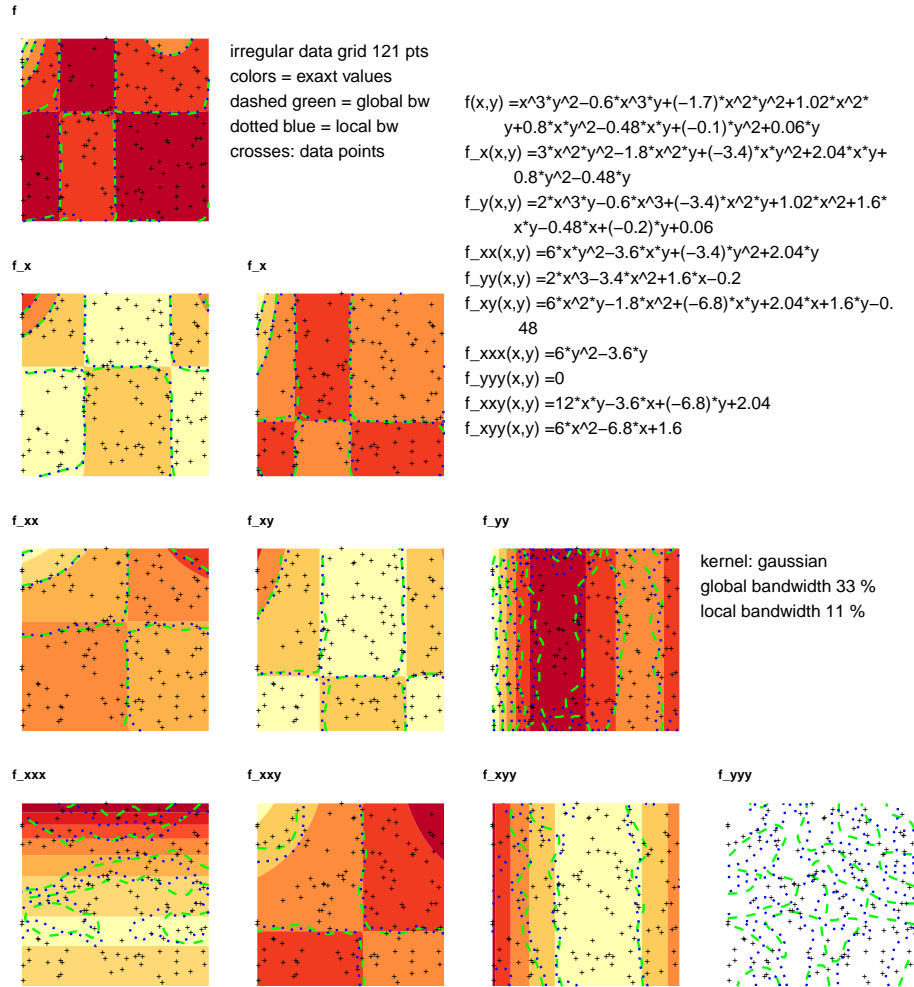 f
irregular data grid 121 pts
colors = exaxt values
dashed green = global bw
dotted blue = local bw
crosses: data points
f(x,y) =x^3*y^2−0.6*x^3*y+(−1.7)*x^2*y^2+1.02*x^2*
y+0.8*x*y^2−0.48*x*y+(−0.1)*y^2+0.06*y
f_x(x,y) =3*x^2*y^2−1.8*x^2*y+(−3.4)*x*y^2+2.04*x*y+
0.8*y^2−0.48*y
f_y(x,y) =2*x^3*y−0.6*x^3+(−3.4)*x^2*y+1.02*x^2+1.6*
x*y−0.48*x+(−0.2)*y+0.06
f_xx(x,y) =6*x*y^2−3.6*x*y+(−3.4)*y^2+2.04*y
f_yy(x,y) =2*x^3−3.4*x^2+1.6*x−0.2
f_xy(x,y) =6*x^2*y−1.8*x^2+(−6.8)*x*y+2.04*x+1.6*y−0.
48
f_xxx(x,y) =6*y^2−3.6*y
f_yyy(x,y) =0
f_xxy(x,y) =12*x*y−3.6*x+(−6.8)*y+2.04
f_xyy(x,y) =6*x^2−6.8*x+1.6
f_x
f_x
f_xx
f_xy
f_yy
kernel: gaussian
global bandwidth 33 %
local bandwidth 11 %
f_xxx
f_xxy
f_xyy
f_yyy